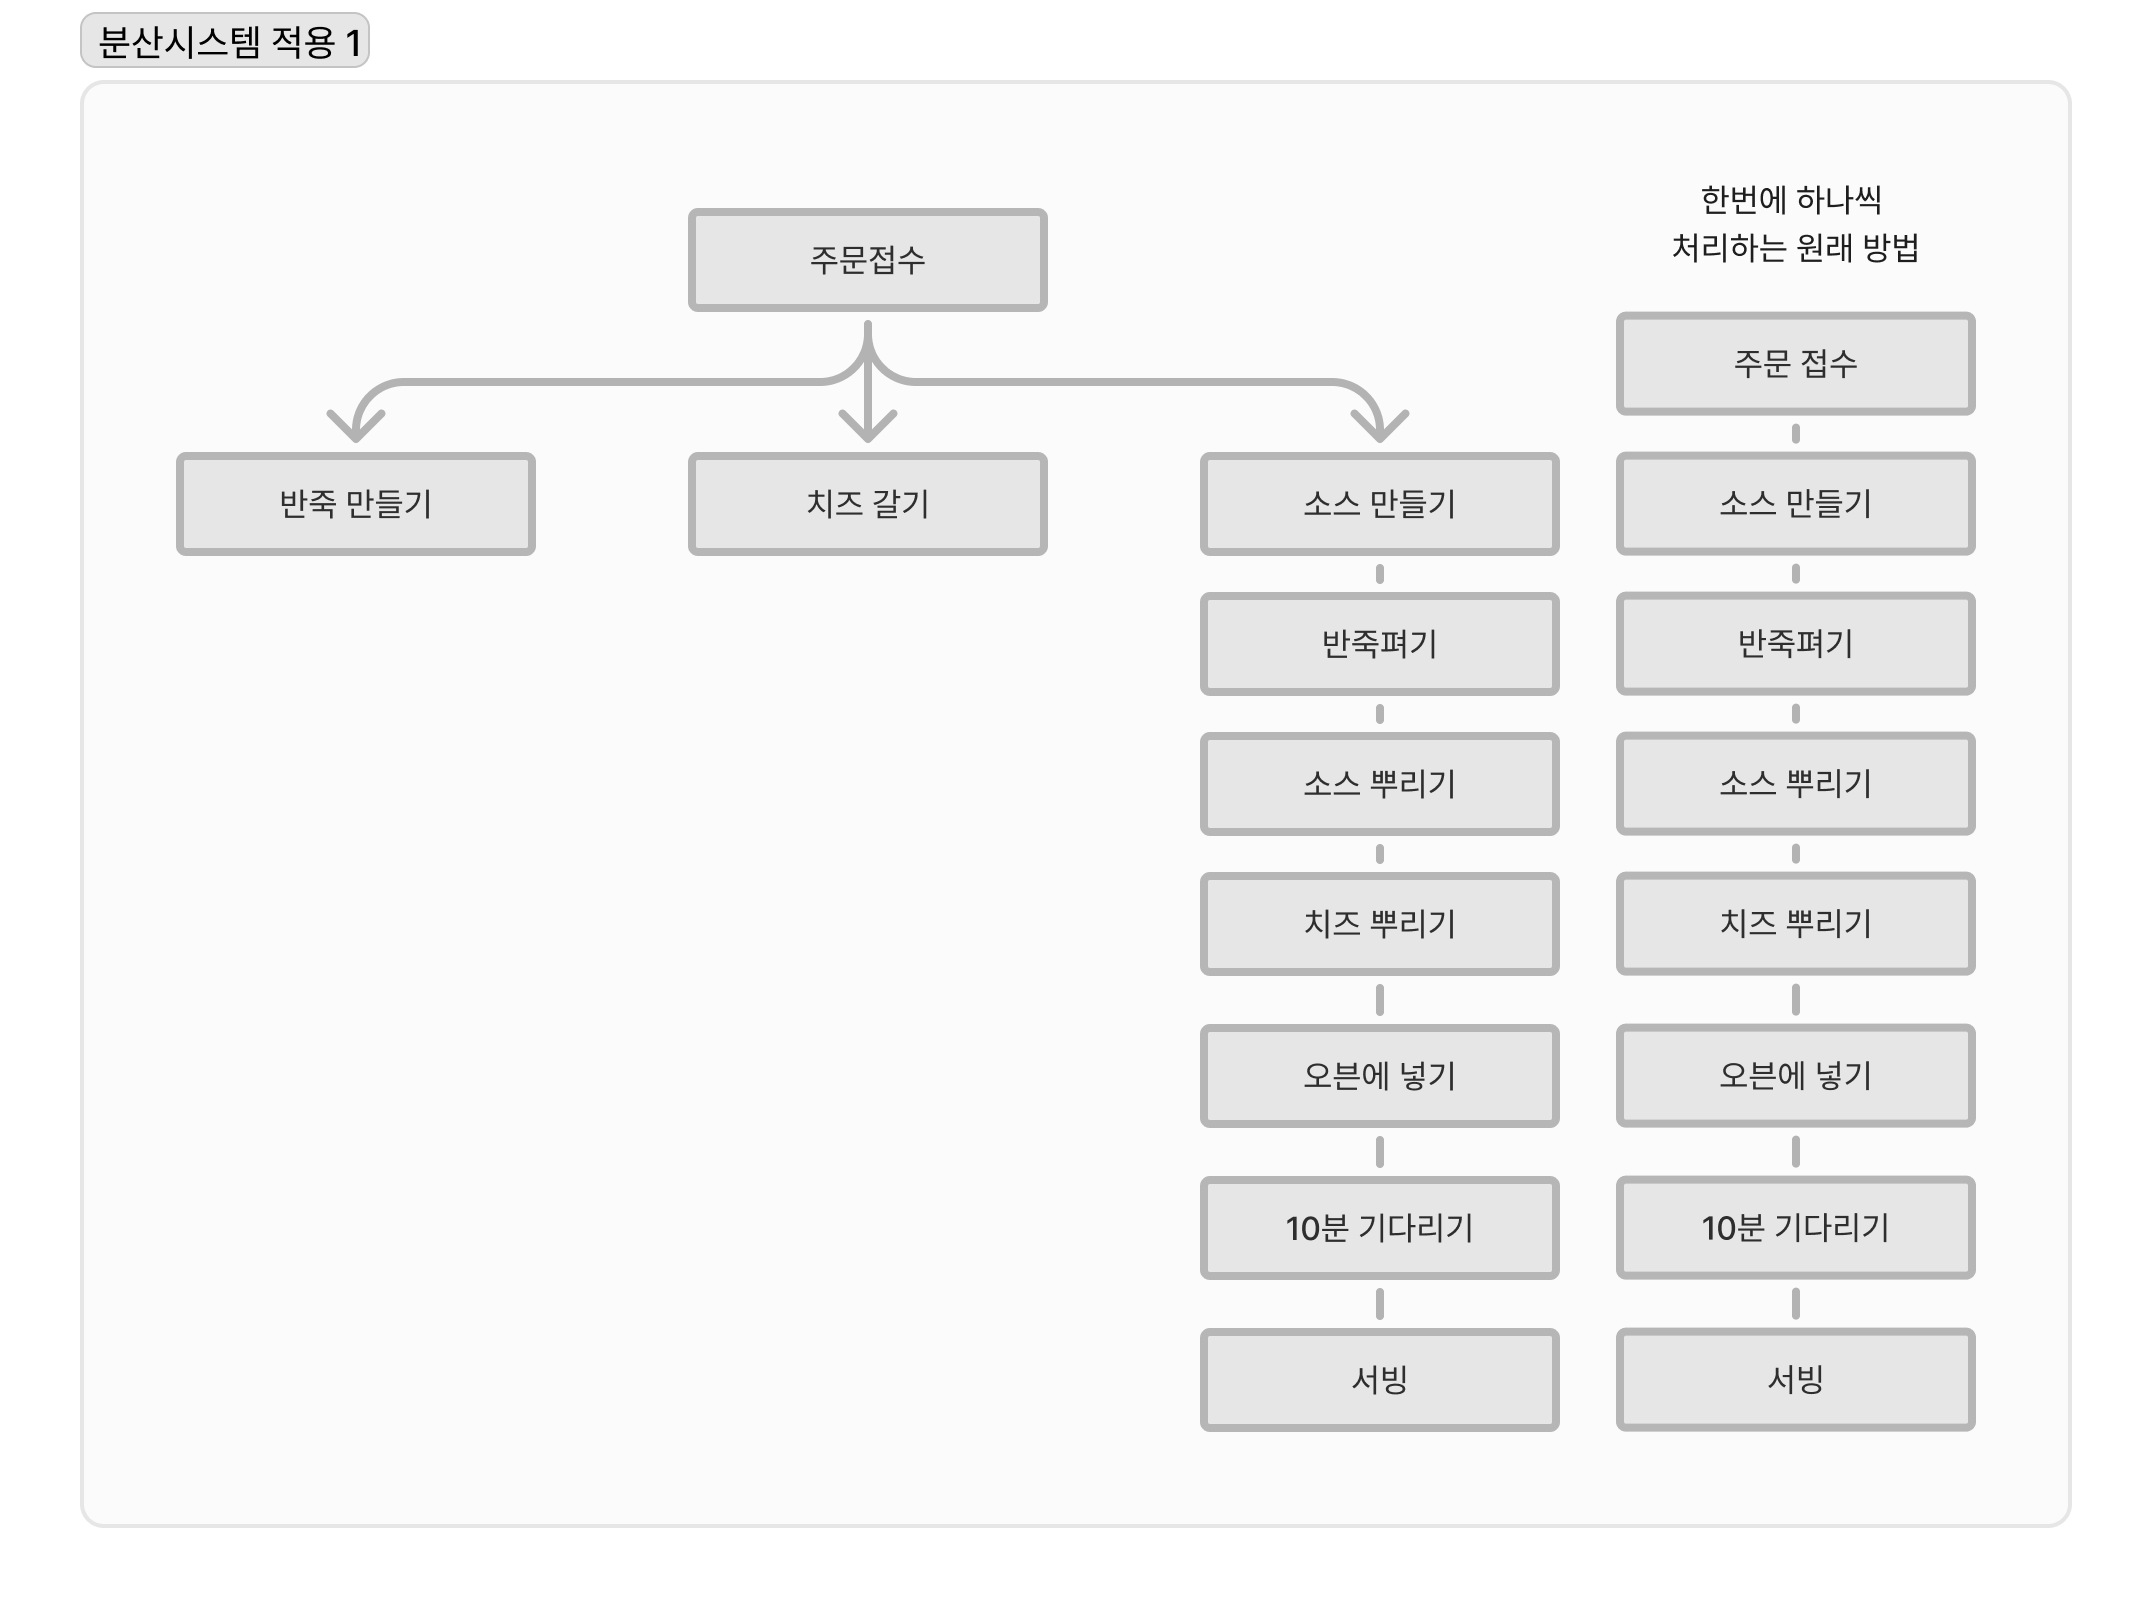 분산시스템 적용 1
주문접수
반죽 만들기
치즈 갈기
소스 만들기
반죽펴기
소스 뿌리기
치즈 뿌리기
오븐에 넣기
10분 기다리기
서빙
한번에 하나씩
처리하는 원래 방법
주문 접수
소스 만들기
반죽펴기
소스 뿌리기
치즈 뿌리기
오븐에 넣기
10분 기다리기
서빙